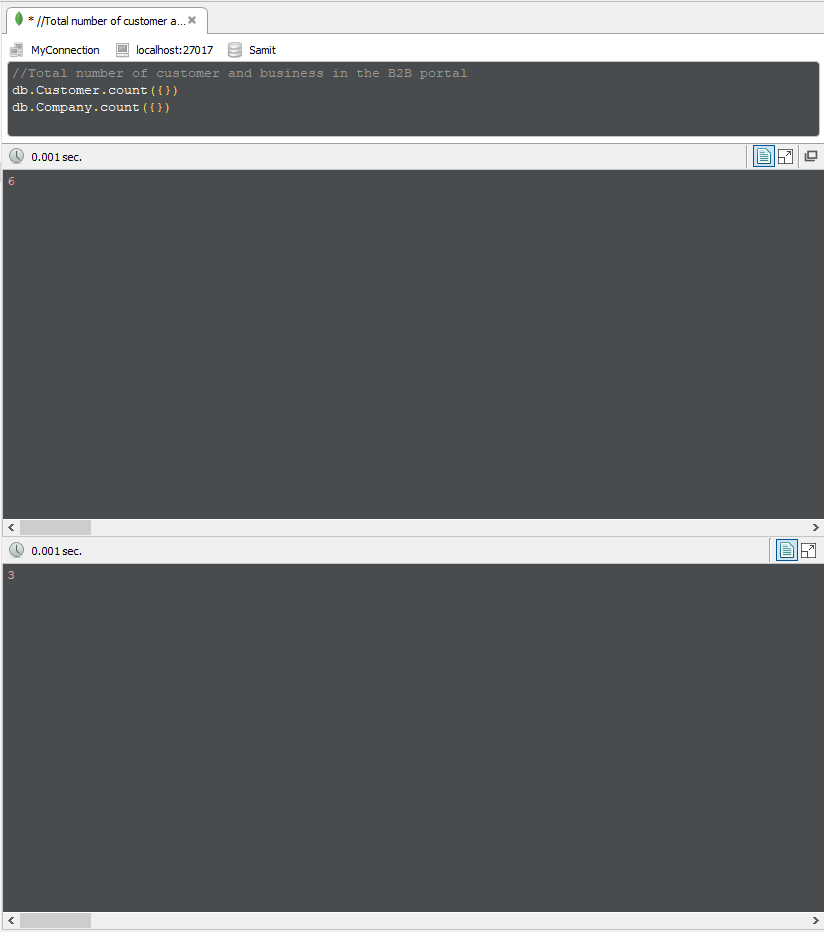 * //Total number of customer a...
MyConnection localhost:27017 Samit
//Total number of customer and business in the B2B portal
db.Customer.count({})
db.Company.count({})
0.001 sec.
6
0.001 sec.
3